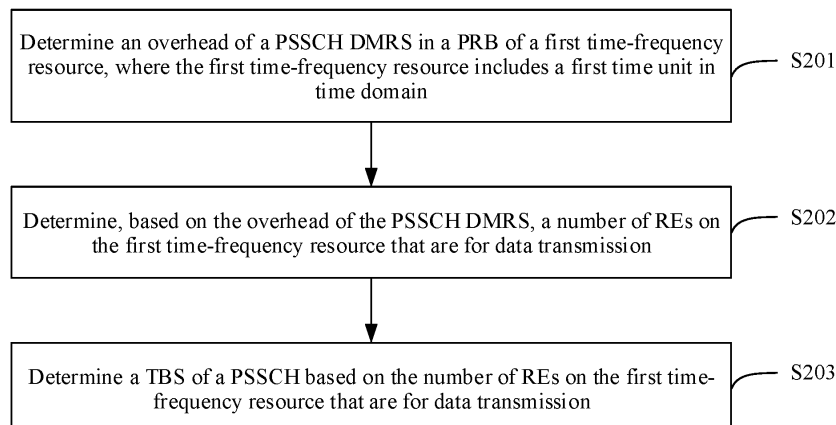 Determine an overhead of a PSSCH DMRS in a PRB of a first time-frequency
resource, where the first time-frequency resource includes a first time unit in
time domain
S201
Determine, based on the overhead of the PSSCH DMRS, a number of REs on
the first time-frequency resource that are for data transmission
S202
Determine a TBS of a PSSCH based on the number of REs on the first time-
frequency resource that are for data transmission
S203